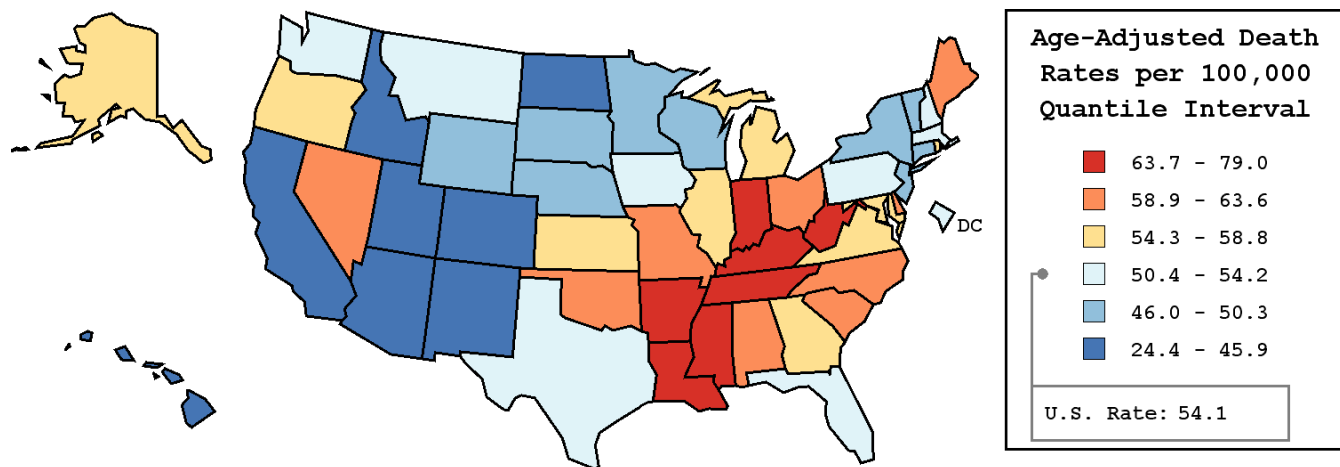 Age-Adjusted Death
Rates per 100,000
Quantile Interval
63.7 - 79.0
58.9 - 63.6
54.3 - 58.8
50.4 - 54.2
46.0 - 50.3
24.4 - 45.9
U.S. Rate: 54.1
DC